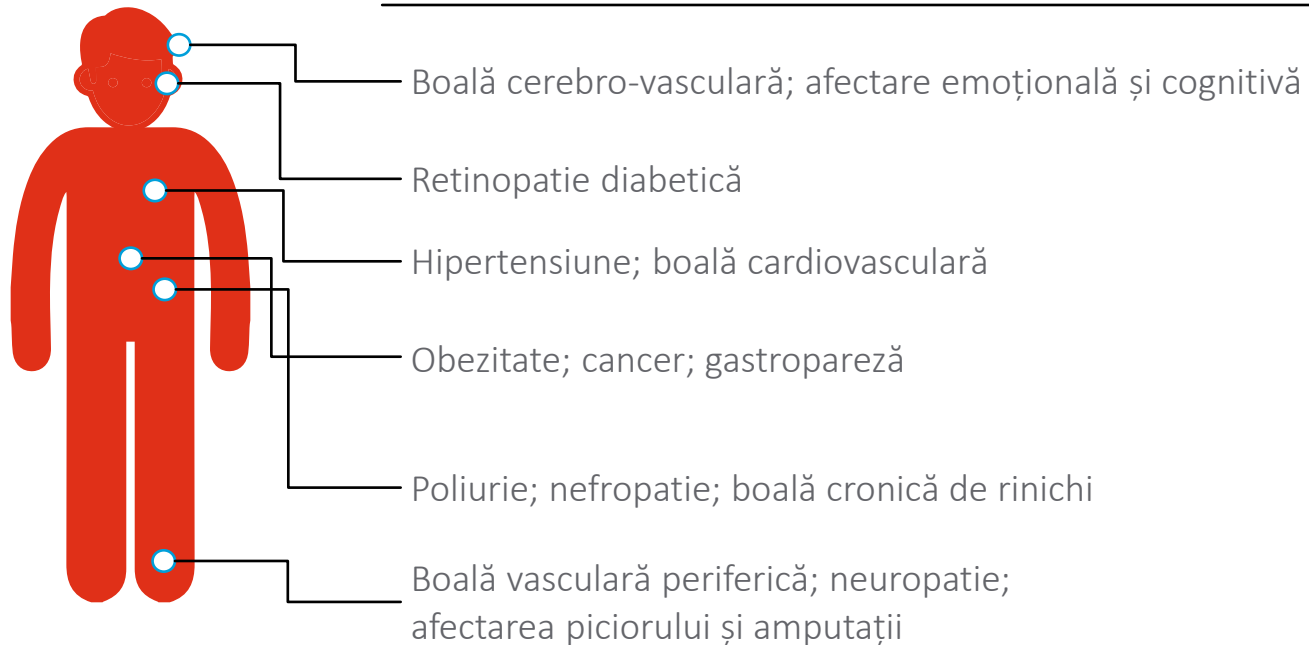 Boală cerebro-vasculară; afectare emoțională și cognitivă
Retinopatie diabetică
Hipertensiune; boală cardiovasculară
Obezitate; cancer; gastropareză
Poliurie; nefropatie; boală cronică de rinichi
Boală vasculară periferică; neuropatie;
afectarea piciorului și amputații